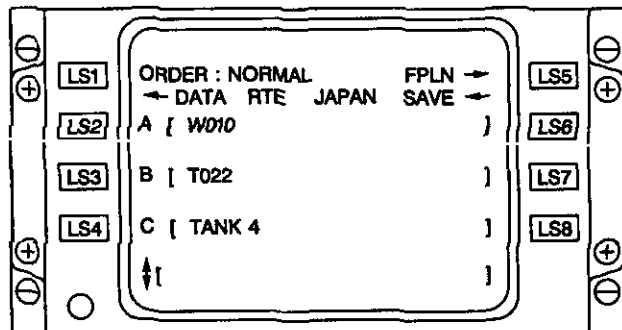 LS1 ORDER : NORMAL FPLN → LS5
← DATA RTE JAPAN SAVE ←
LS2 A [ W010 ] LS6
LS3 B [ T022 ] LS7
LS4 C [ TANK 4 ] LS8
[ ]